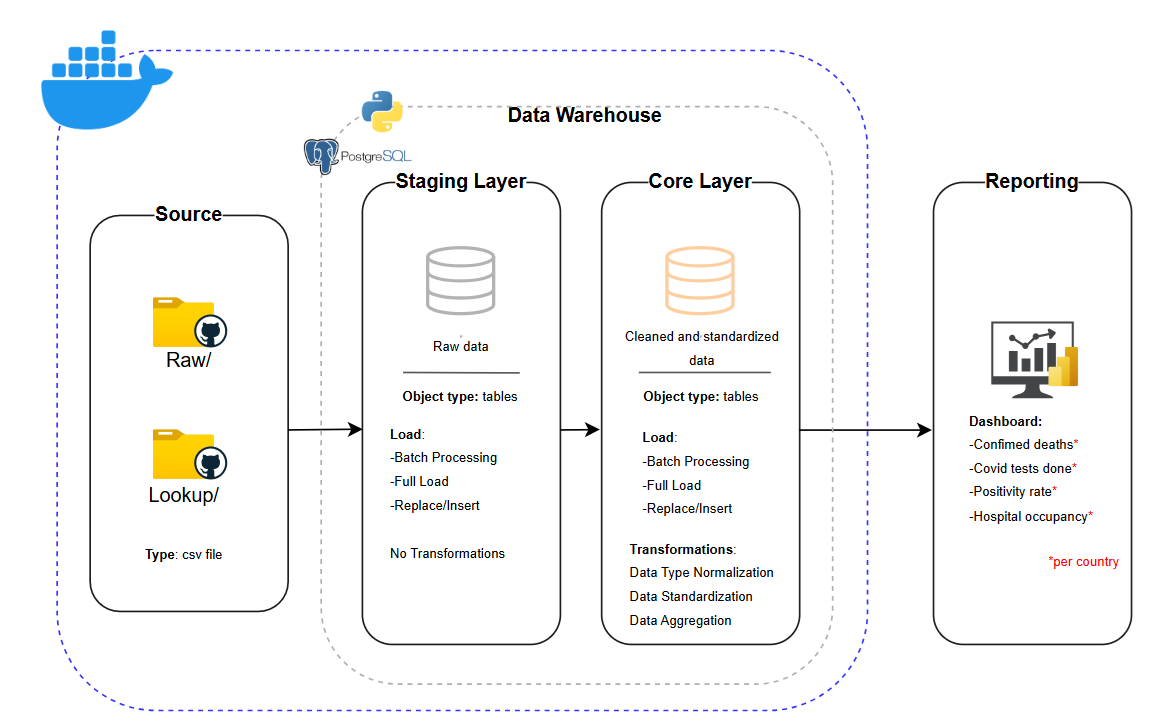 Data Warehouse
PostgreSQL
Source
Raw/
Lookup/
Type: csv file
Staging Layer
Raw data
Object type: tables
Load:
-Batch Processing
-Full Load
-Replace/Insert
No Transformations
Core Layer
Cleaned and standardized
data
Object type: tables
Load:
-Batch Processing
-Full Load
-Replace/Insert
Transformations:
Data Type Normalization
Data Standardization
Data Aggregation
Reporting
Dashboard:
-Confimed deaths*
-Covid tests done*
-Positivity rate*
-Hospital occupancy*
*per country